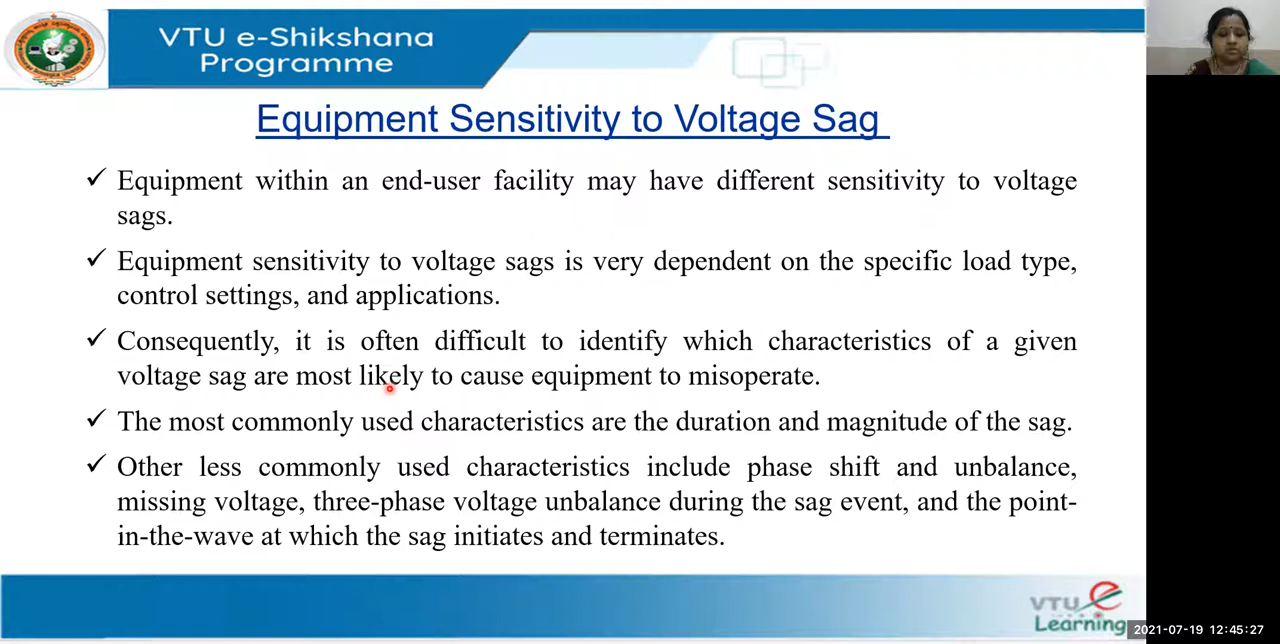 VTU e-Shikshana
Programme
Equipment Sensitivity to Voltage Sag
✓ Equipment within an end-user facility may have different sensitivity to voltage
sags.
✓ Equipment sensitivity to voltage sags is very dependent on the specific load type,
control settings, and applications.
✓ Consequently, it is often difficult to identify which characteristics of a given
voltage sag are most likely to cause equipment to misoperate.
✓ The most commonly used characteristics are the duration and magnitude of the sag.
✓ Other less commonly used characteristics include phase shift and unbalance,
missing voltage, three-phase voltage unbalance during the sag event, and the point-
in-the-wave at which the sag initiates and terminates.
VTU e
Learning
2021-07-19 12:45:27